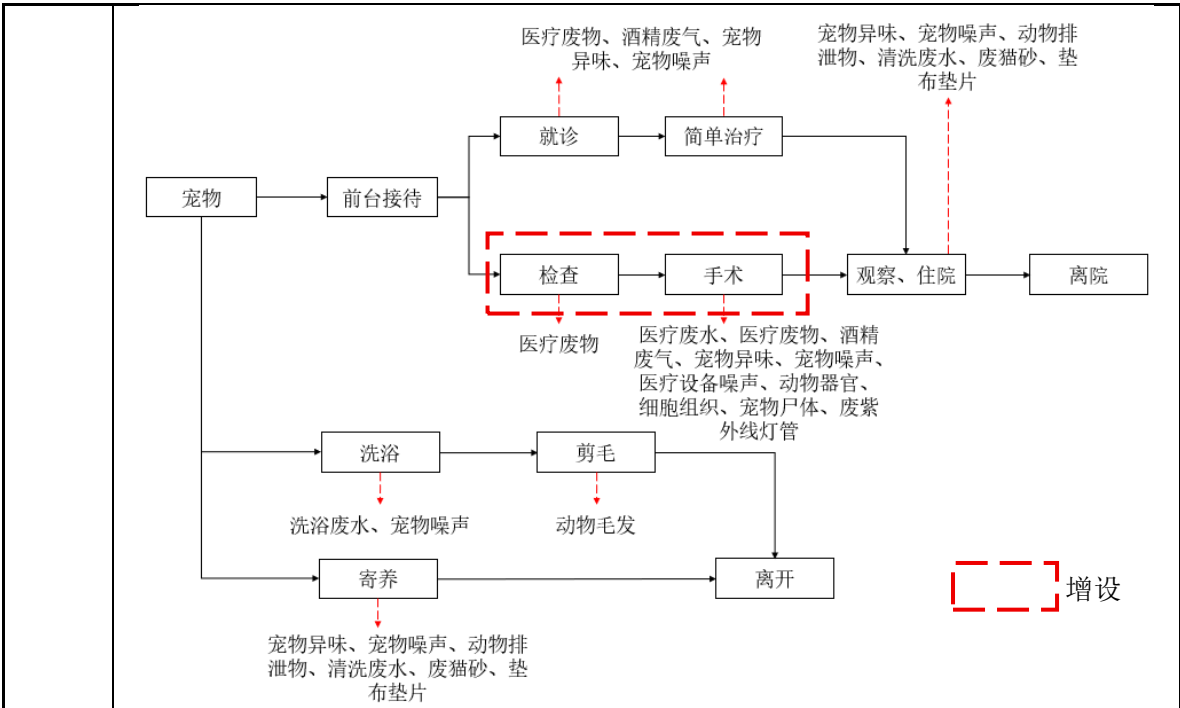 医疗废物、酒精废气、宠物
异味、宠物噪声
宠物异味、宠物噪声、动物排
泄物、清洗废水、废猫砂、垫
布垫片
就诊
简单治疗
宠物
前台接待
检查
手术
观察、住院
离院
医疗废物
医疗废水、医疗废物、酒精
废气、宠物异味、宠物噪声、
医疗设备噪声、动物器官、
细胞组织、宠物尸体、废紫
外线灯管
洗浴
剪毛
洗浴废水、宠物噪声
动物毛发
寄养
离开
增设
宠物异味、宠物噪声、动物排
泄物、清洗废水、废猫砂、垫
布垫片